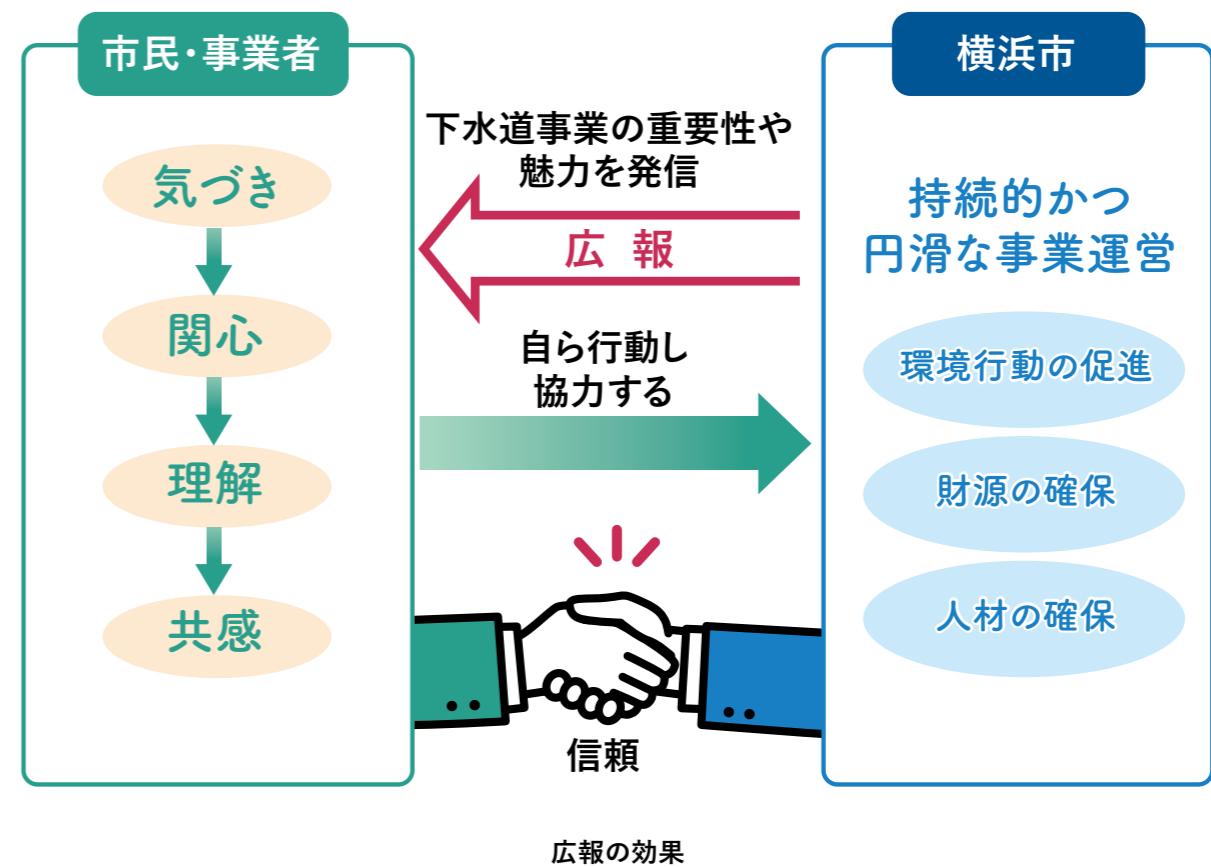 市民・事業者
気づき
関心
理解
共感
下水道事業の重要性や
魅力を発信
広報
自ら行動し
協力する
信頼
横浜市
持続的かつ
円滑な事業運営
環境行動の促進
財源の確保
人材の確保
広報の効果